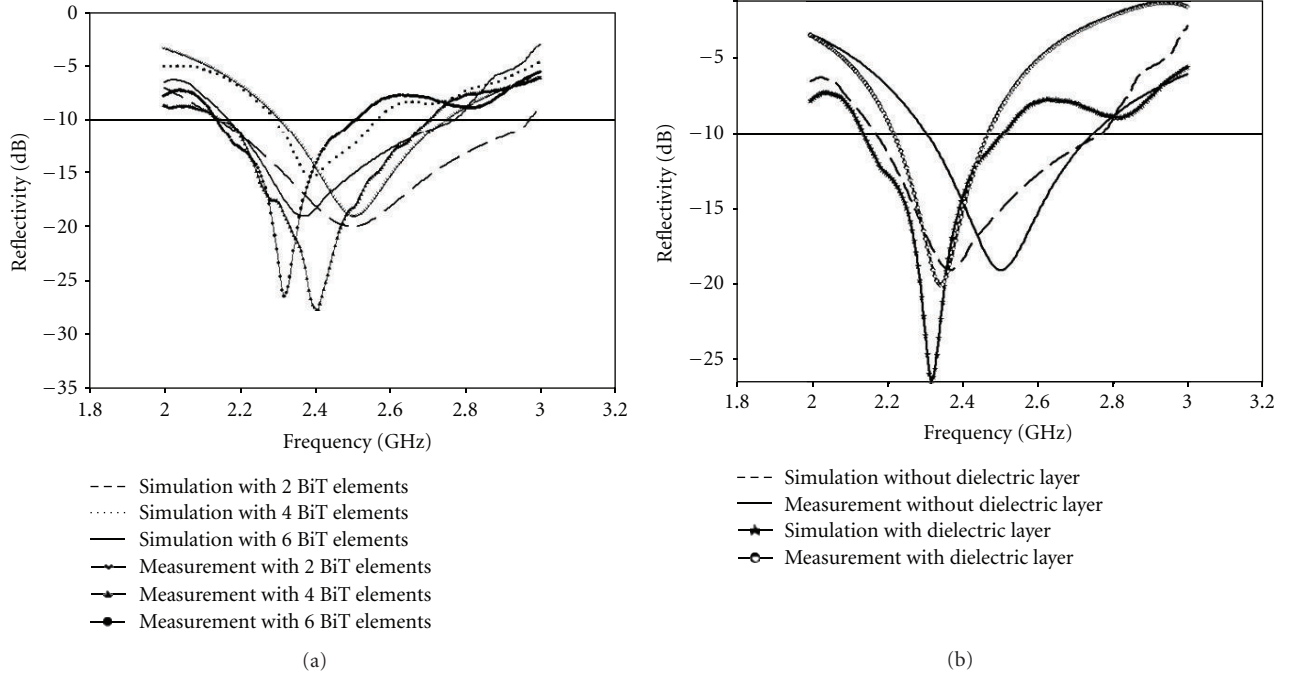 0
−5
−10
−15
−20
−25
−30
−35
Reflectivity (dB)
1.8 2 2.2 2.4 2.6 2.8 3 3.2
Frequency (GHz)
Simulation with 2 BiT elements
Simulation with 4 BiT elements
Simulation with 6 BiT elements
Measurement with 2 BiT elements
Measurement with 4 BiT elements
Measurement with 6 BiT elements
(a)
−5
−10
−15
−20
−25
Reflectivity (dB)
1.8 2 2.2 2.4 2.6 2.8 3 3.2
Frequency (GHz)
Simulation without dielectric layer
Measurement without dielectric layer
Simulation with dielectric layer
Measurement with dielectric layer
(b)